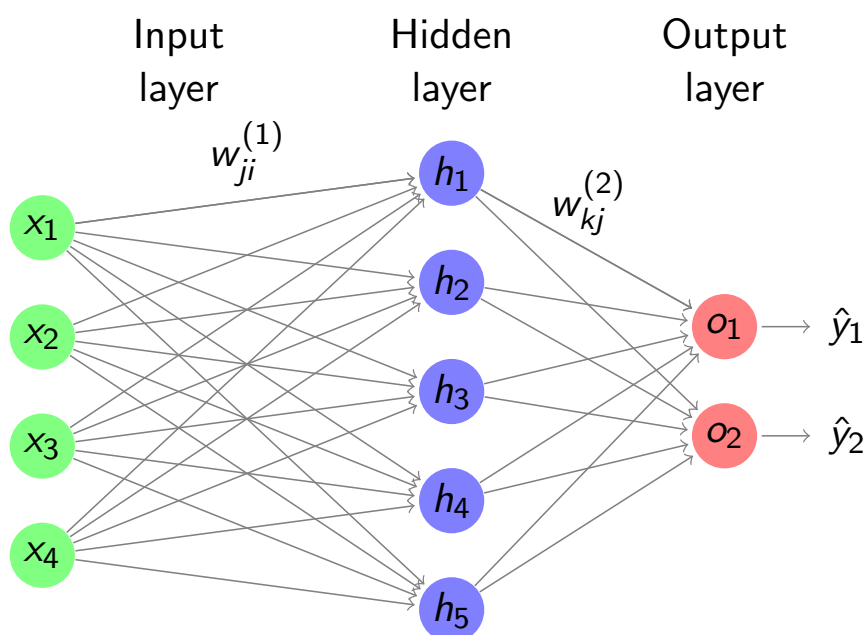 Input layer
Hidden layer
Output layer
w_{ji}^{(1)}
w_{kj}^{(2)}
x_1
x_2
x_3
x_4
h_1
h_2
h_3
h_4
h_5
o_1
o_2
ŷ_1
ŷ_2